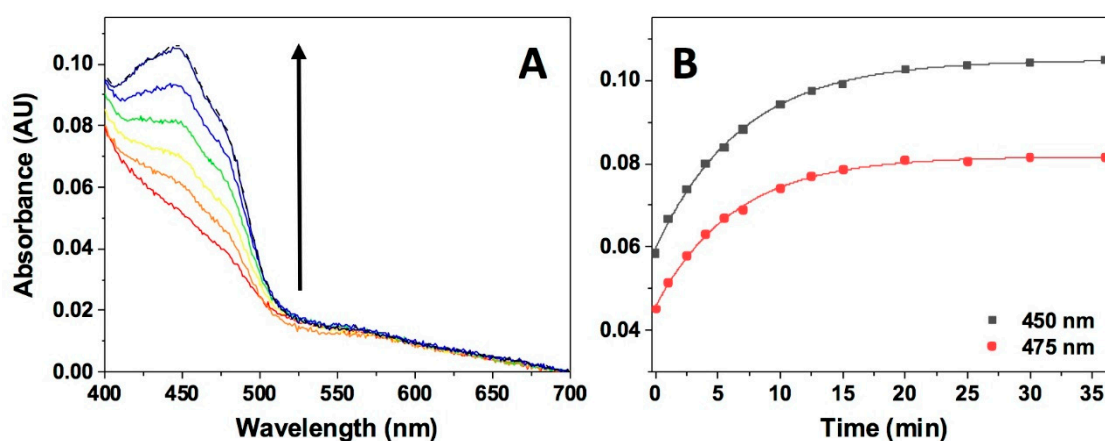 A
Absorbance (AU)
0.10
0.08
0.06
0.04
0.02
0.00
400 450 500 550 600 650 700
Wavelength (nm)
B
0.10
0.08
0.06
0.04
450 nm
475 nm
0 5 10 15 20 25 30 35
Time (min)